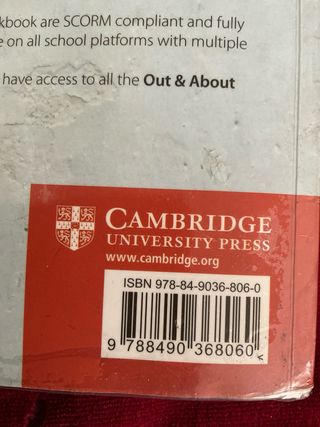 kbook are SCORM compliant and fully
e on all school platforms with multiple
have access to all the Out & About
CAMBRIDGE
UNIVERSITY PRESS
www.cambridge.org
ISBN 978-84-9036-806-0
9 788490 368060